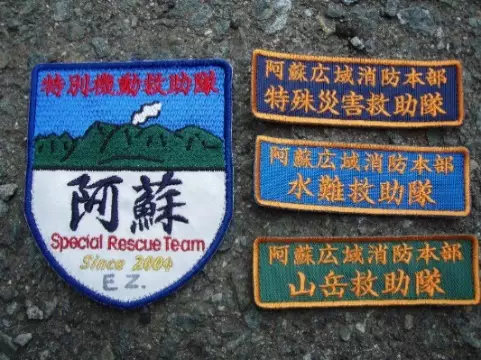 特別機動救助隊
阿蘇
Special Rescue Team
Since 2004
EZ.
阿蘇広域消防本部
特殊災害救助隊
阿蘇広域消防本部
水難救助隊
阿蘇広域消防本部
山岳救助隊